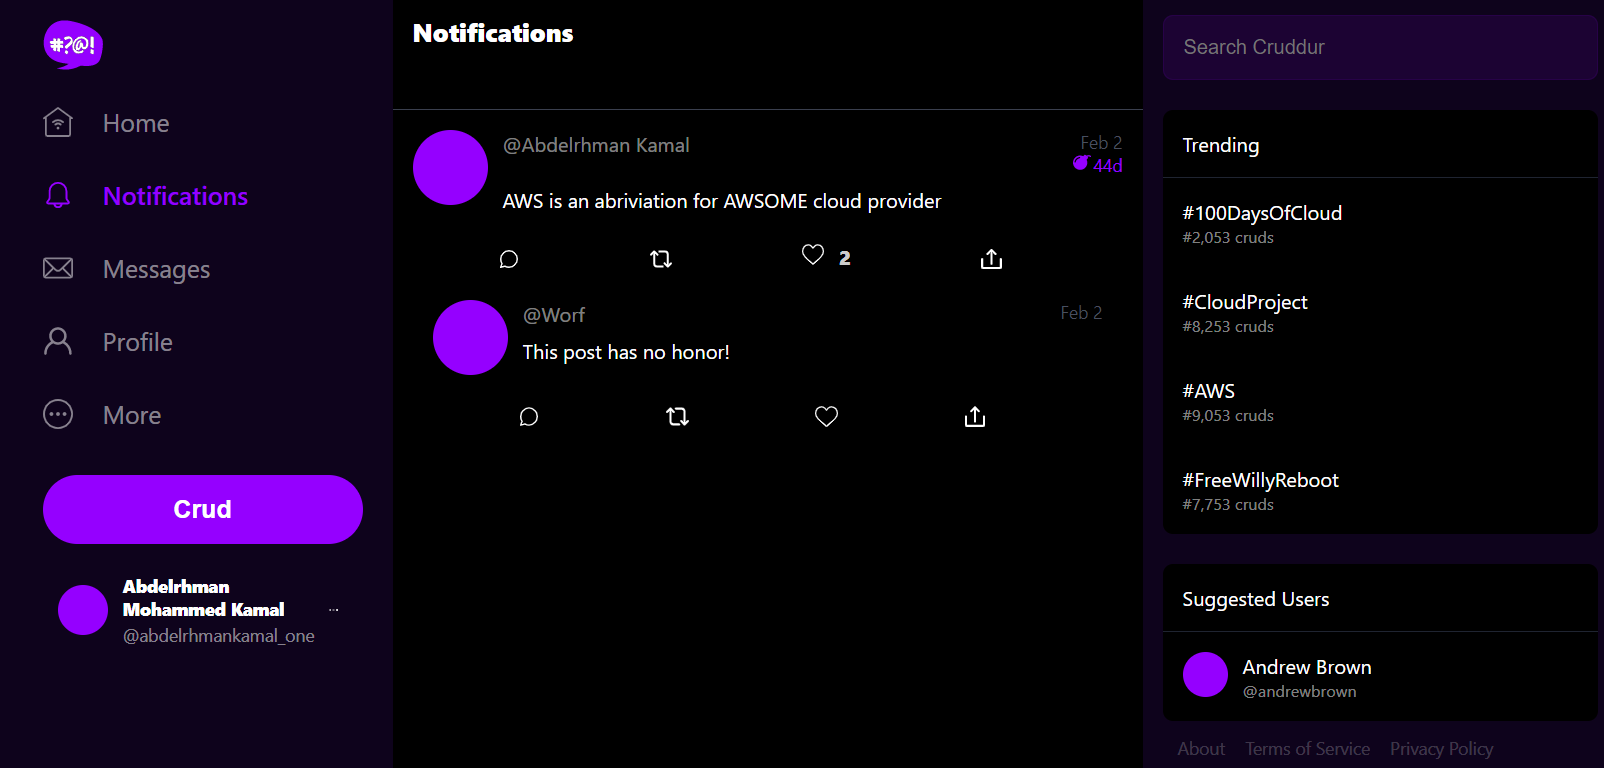 #?@!
Home
Notifications
Messages
Profile
More
Crud
Abdelrhman
Mohammed Kamal
@abdelrhmankamal_one
Notifications
@Abdelrhman Kamal
Feb 2
44d
AWS is an abriviation for AWSOME cloud provider
2
@Worf
Feb 2
This post has no honor!
Search Cruddur
Trending
#100DaysOfCloud
#2,053 cruds
#CloudProject
#8,253 cruds
#AWS
#9,053 cruds
#FreeWillyReboot
#7,753 cruds
Suggested Users
Andrew Brown
@andrewbrown
About Terms of Service Privacy Policy